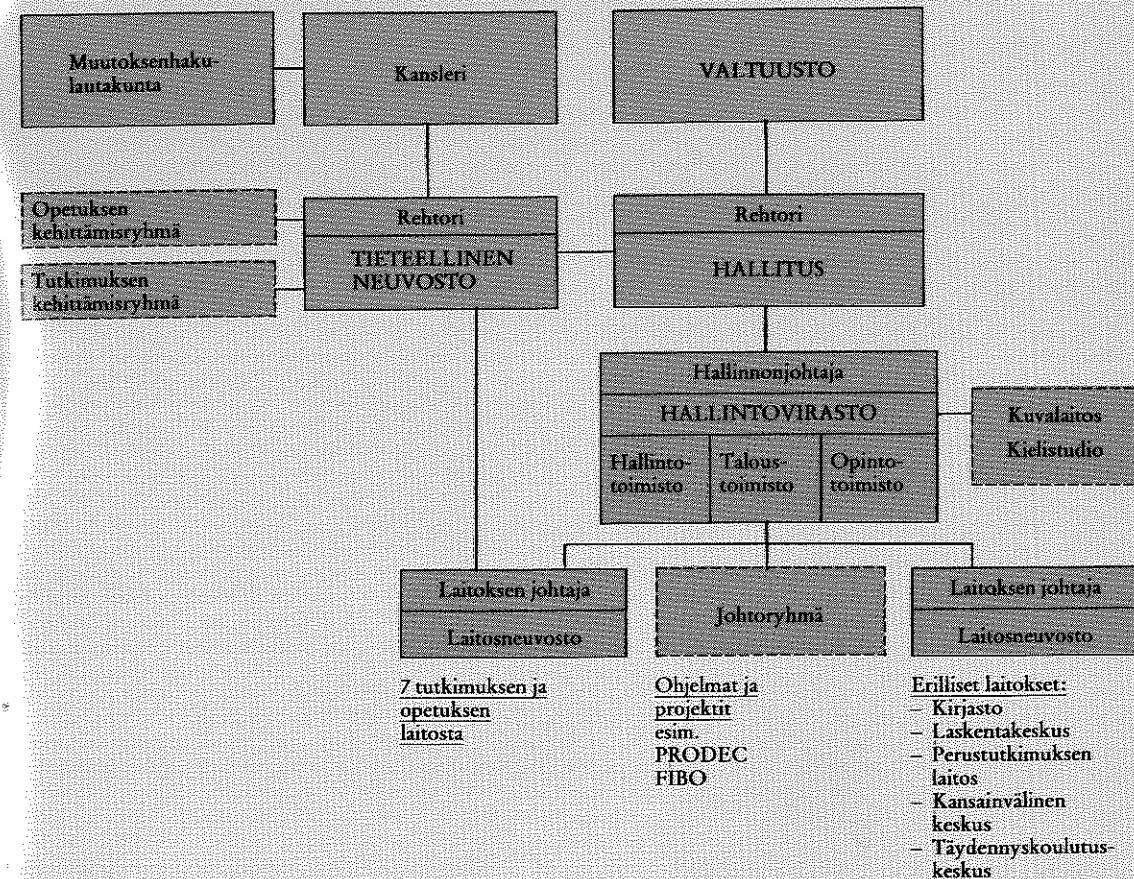 Muutoksenhaku-
lautakunta
Kansleri
VALTUUSTO
Opetuksen
kehittämisryhmä
Tutkimuksen
kehittämisryhmä
Rehtori
TIETEELLINEN
NEUVOSTO
Rehtori
HALLITUS
Hallinnonjohtaja
HALLINTOVIRASTO
Hallinto-
toimisto
Talous-
toimisto
Opinto-
toimisto
Kuvalaitos
Kielistudio
Laitoksen johtaja
Laitosneuvosto
Johtoryhmä
Laitoksen johtaja
Laitosneuvosto
7 tutkimuksen ja
opetuksen
laitosta
Ohjelmat ja
projektit
esim.
PRODEC
FIBO
Erilliset laitokset:
– Kirjasto
– Laskentakeskus
– Perustutkimuksen
laitos
– Kansainvälinen
keskus
– Täydennyskoulutus-
keskus